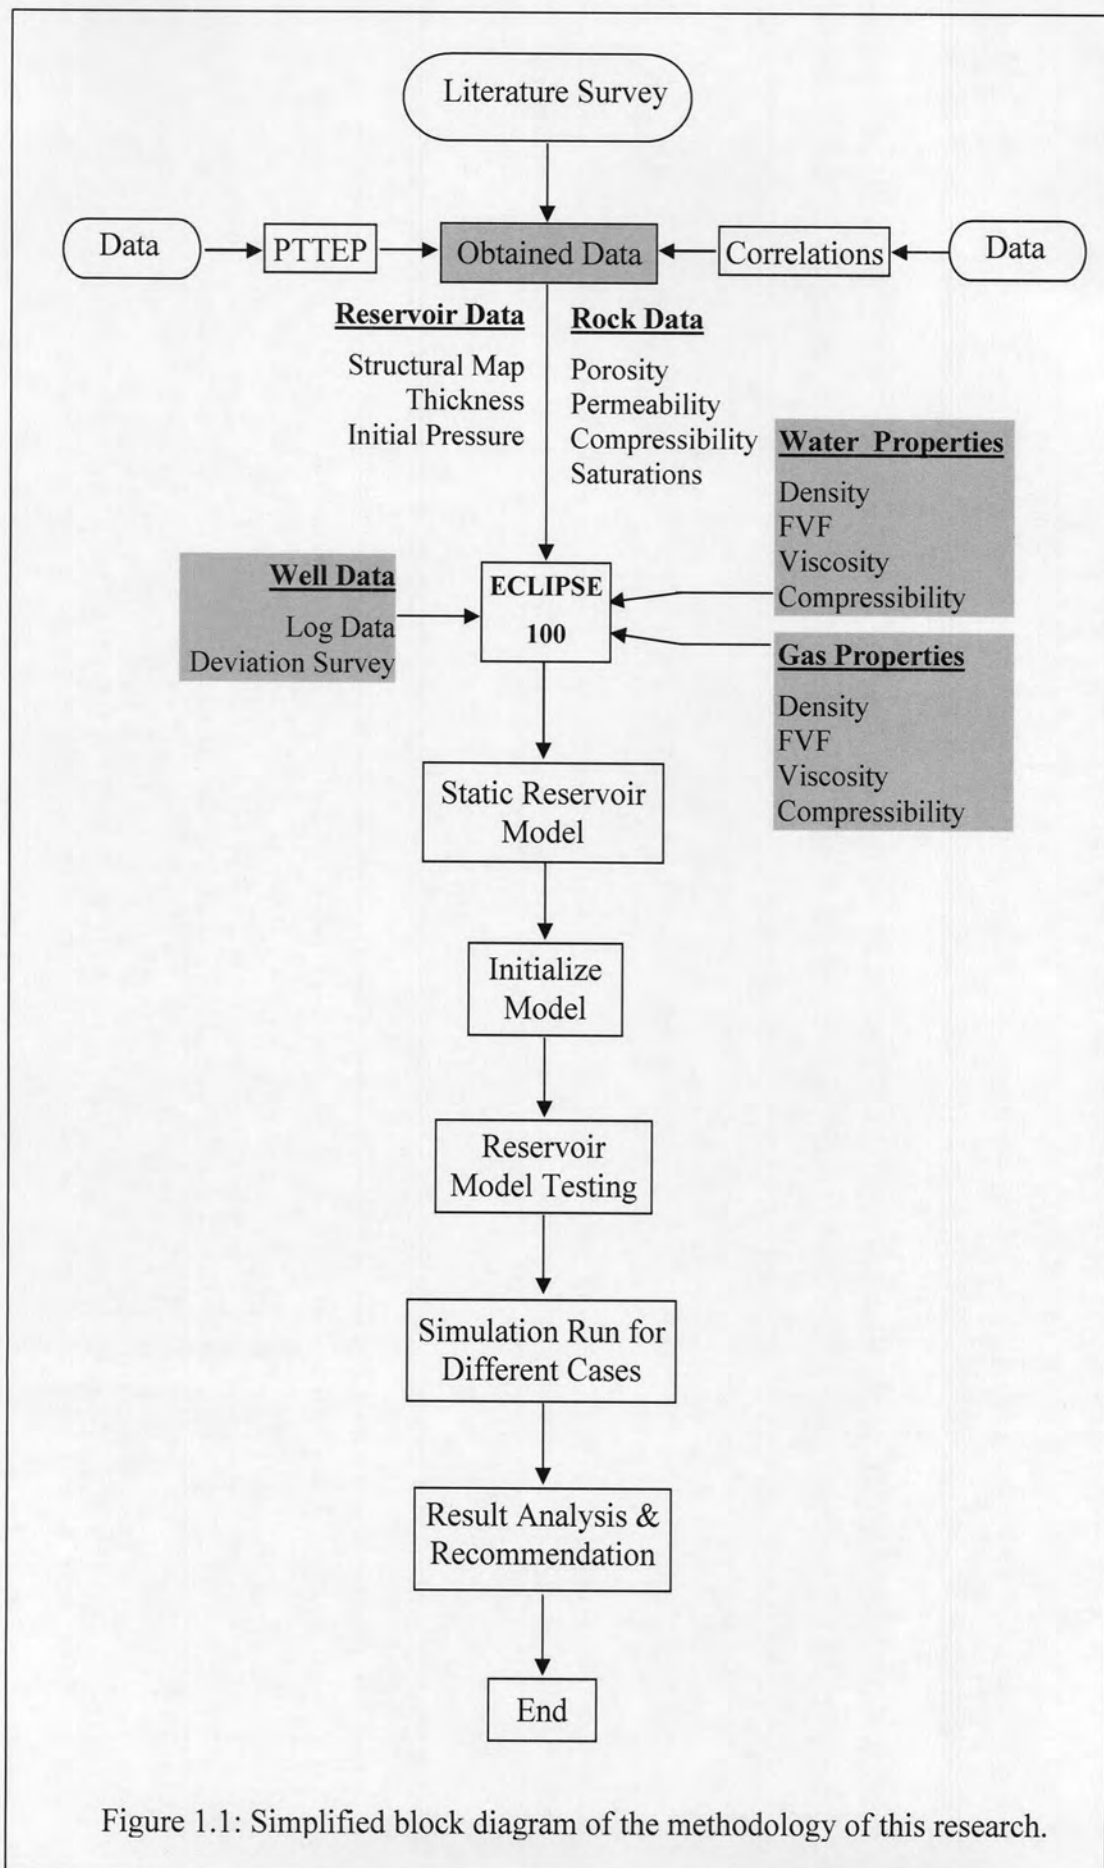 Literature Survey
Data
PTTEP
Obtained Data
Correlations
Data
Reservoir Data
Structural Map
Thickness
Initial Pressure
Rock Data
Porosity
Permeability
Compressibility
Saturations
Water Properties
Density
FVF
Viscosity
Compressibility
Well Data
Log Data
Deviation Survey
ECLIPSE
100
Gas Properties
Density
FVF
Viscosity
Compressibility
Static Reservoir
Model
Initialize
Model
Reservoir
Model Testing
Simulation Run for
Different Cases
Result Analysis &
Recommendation
End
Figure 1.1: Simplified block diagram of the methodology of this research.